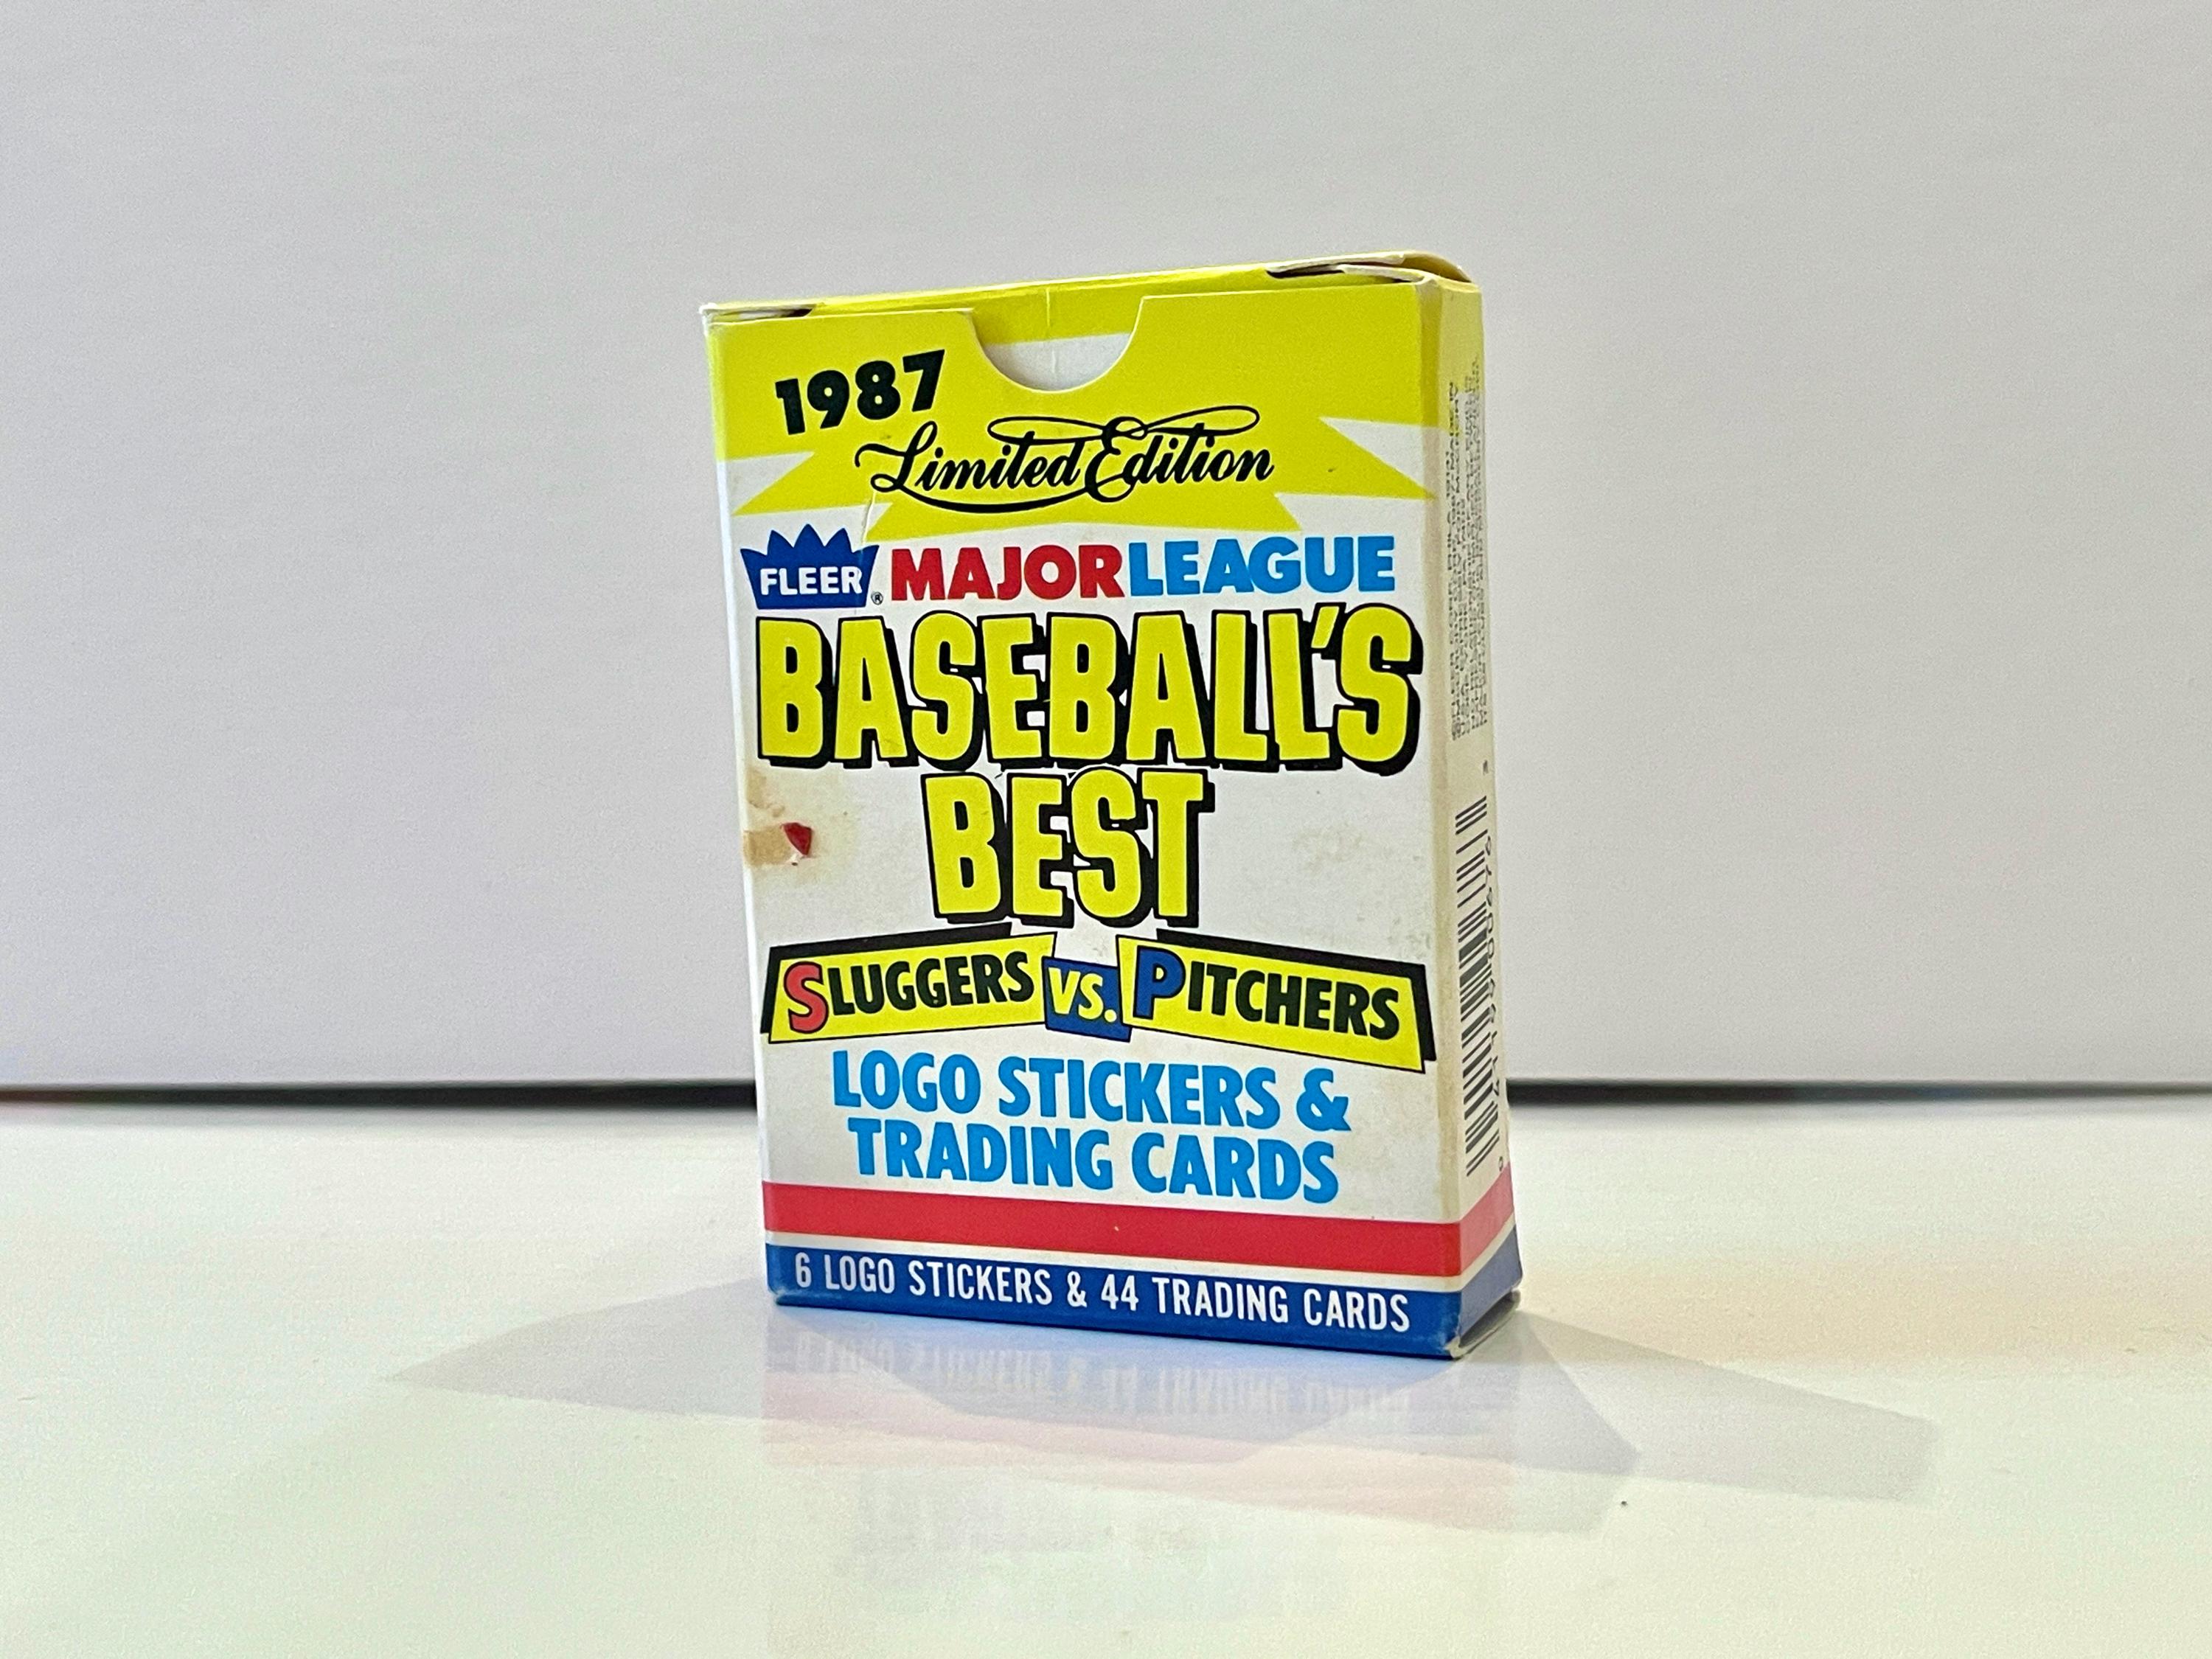 1987
Limited Edition
FLEER® MAJOR LEAGUE
BASEBALL'S
BEST
SLUGGERS VS. PITCHERS
LOGO STICKERS &
TRADING CARDS
6 LOGO STICKERS & 44 TRADING CARDS